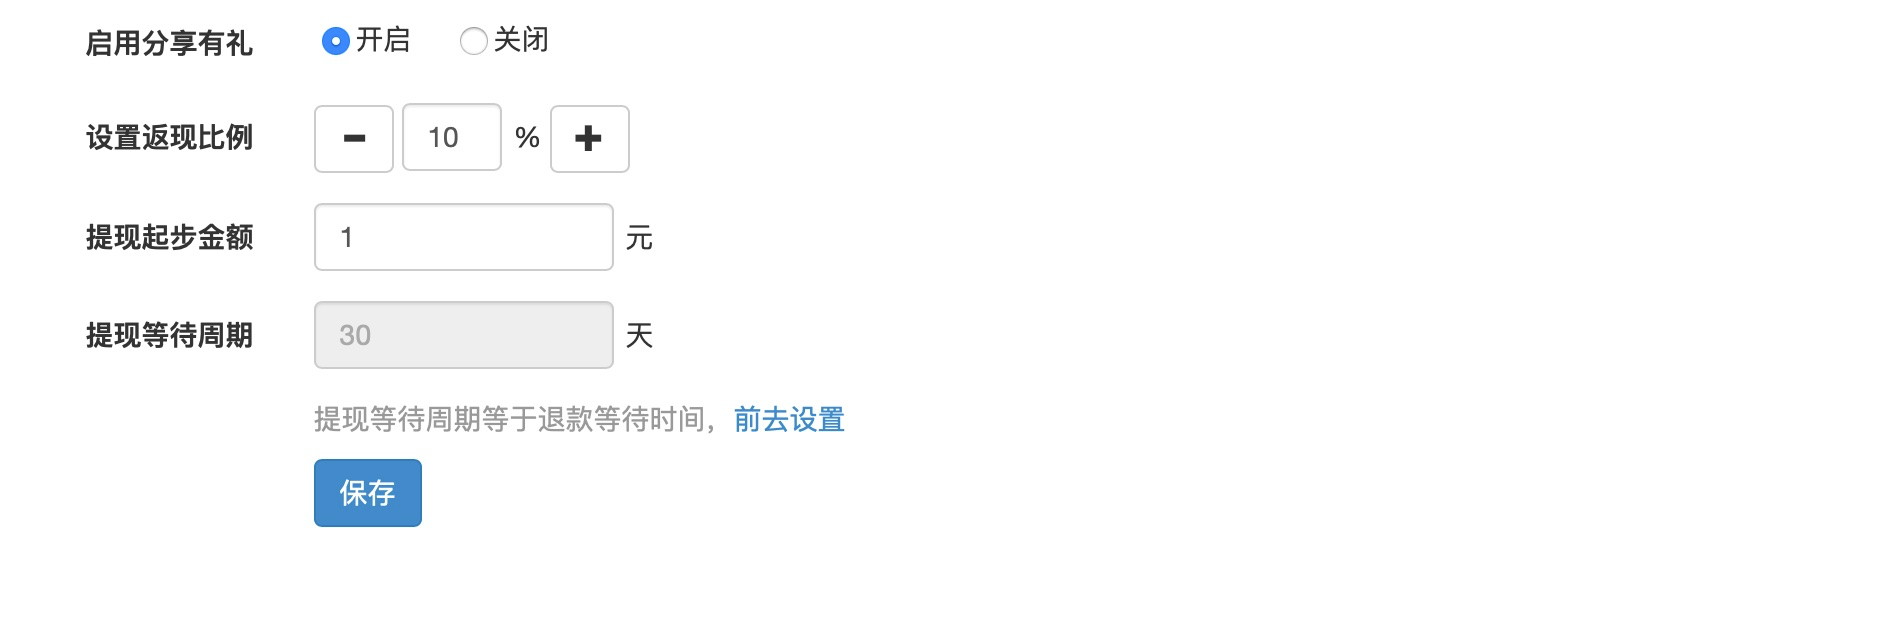 启用分享有礼 开启 关闭
设置返现比例 10 %
提现起步金额 1 元
提现等待周期 30 天
提现等待周期等于退款等待时间，前去设置
保存